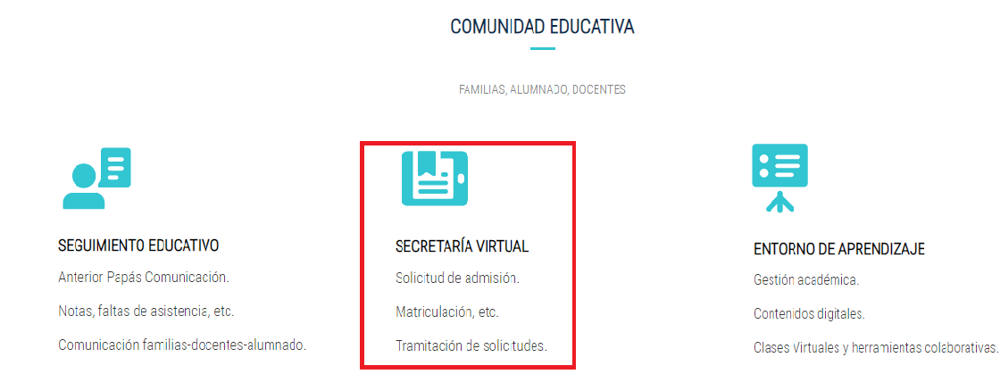 COMUNIDAD EDUCATIVA
FAMILIAS, ALUMNADO, DOCENTES
SEGUIMIENTO EDUCATIVO
Anterior Papás Comunicación.
Notas, faltas de asistencia, etc.
Comunicación familias-docentes-alumnado.
SECRETARÍA VIRTUAL
Solicitud de admisión.
Matriculación, etc.
Tramitación de solicitudes.
ENTORNO DE APRENDIZAJE
Gestión académica.
Contenidos digitales.
Clases Virtuales y herramientas colaborativas.